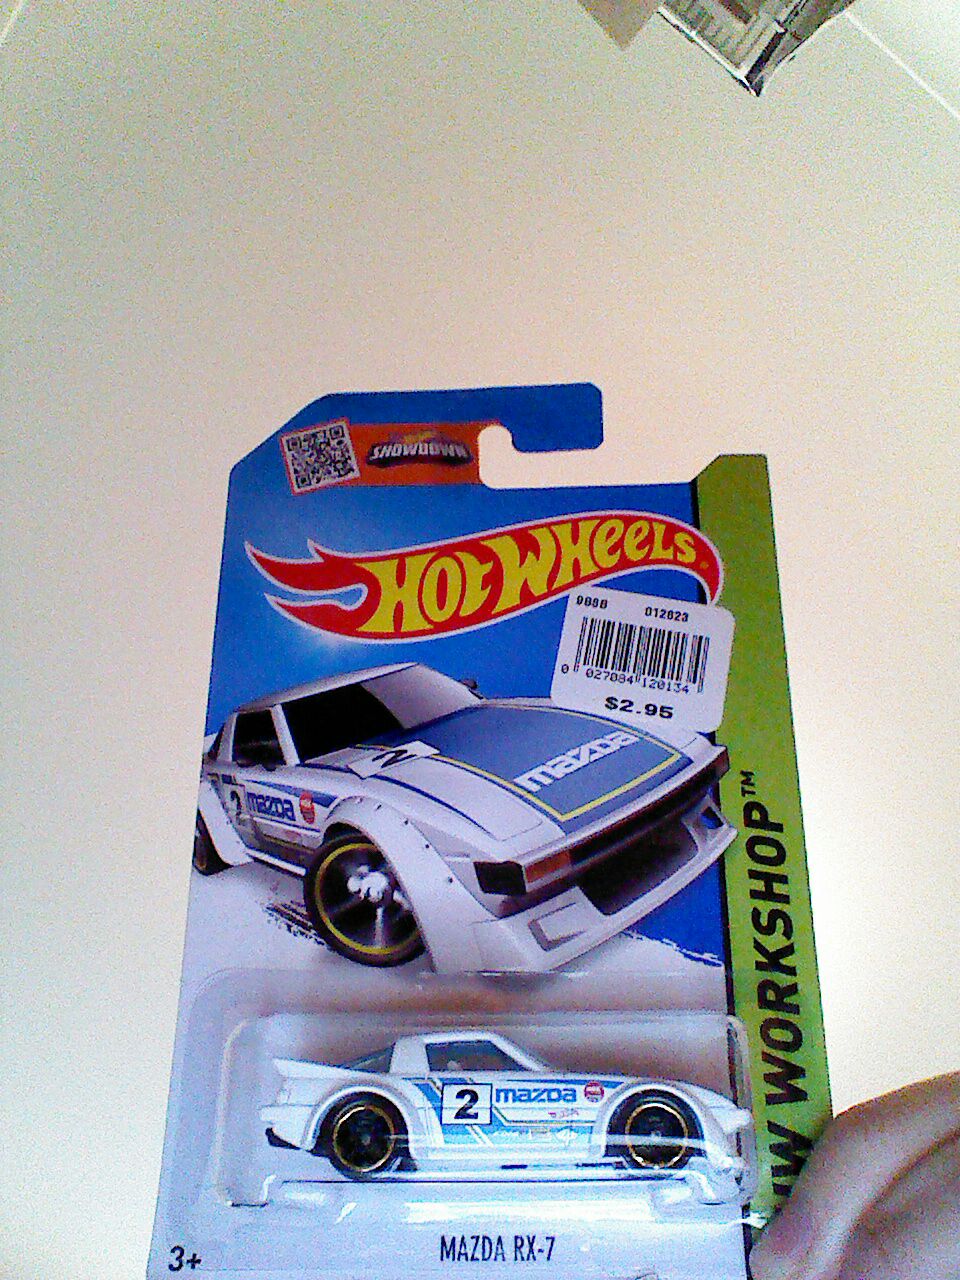 SHOWDOWN
HOT WHEELS
9888 012823
0 027084 120134
$2.95
mazda
2
2 mazda
HW WORKSHOP™
2 mazda
3+
MAZDA RX-7